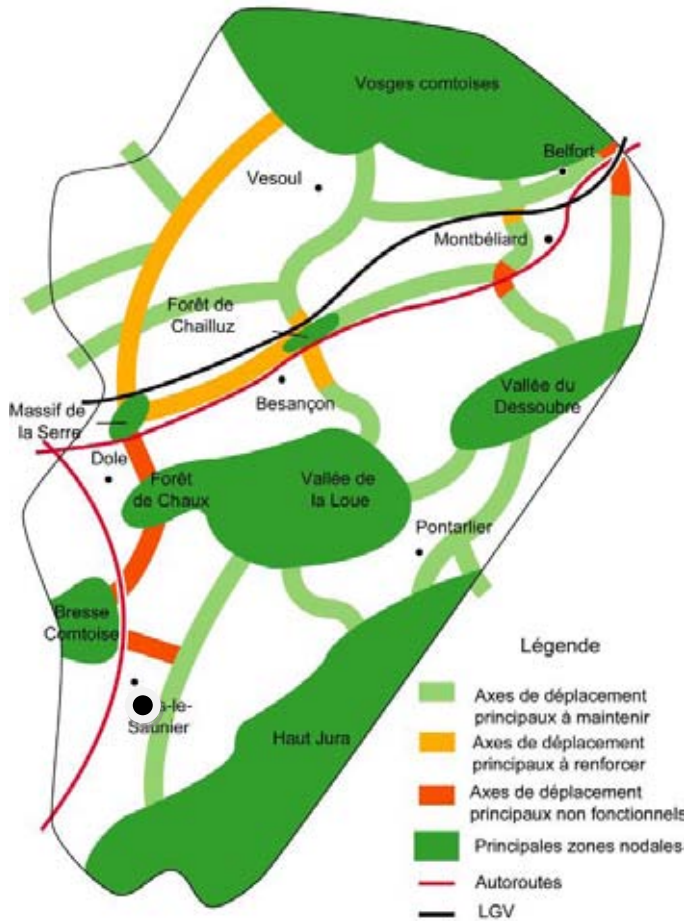 Vosges comtoises
Belfort
Vesoul
Montbéliard
Forêt de
Chailluz
Besançon
Vallée du
Dessoubre
Massif de
la Serre
Dole
Forêt
de Chaux
Vallée de
la Loue
Pontarlier
Bresse
Comtoise
Saunier
Haut Jura
Légende
Axes de déplacement
principaux à maintenir
Axes de déplacement
principaux à renforcer
Axes de déplacement
principaux non fonctionnels
Principales zones nodales
Autoroutes
LGV